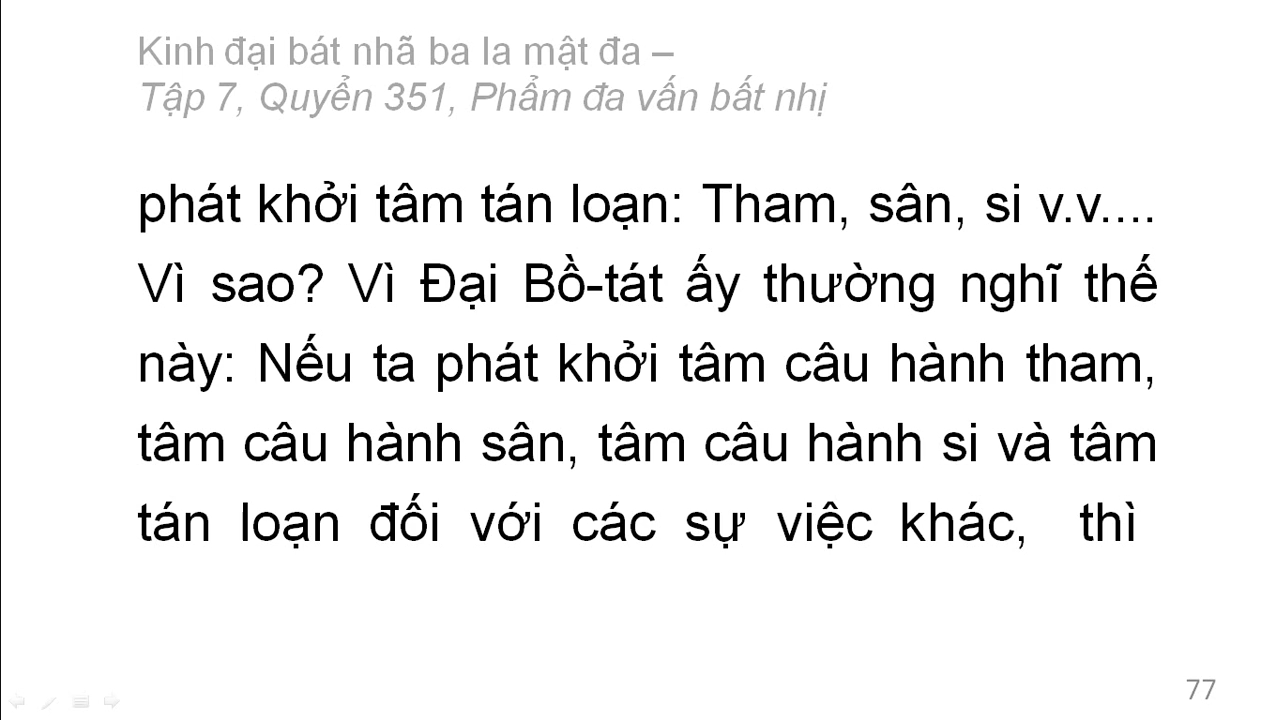 Kinh đại bát nhã ba la mật đa –
Tập 7, Quyển 351, Phẩm đa vấn bất nhị
phát khởi tâm tán loạn: Tham, sân, si v.v....
Vì sao? Vì Đại Bồ-tát ấy thường nghĩ thế
này: Nếu ta phát khởi tâm câu hành tham,
tâm câu hành sân, tâm câu hành si và tâm
tán loạn đối với các sự việc khác, thì
77